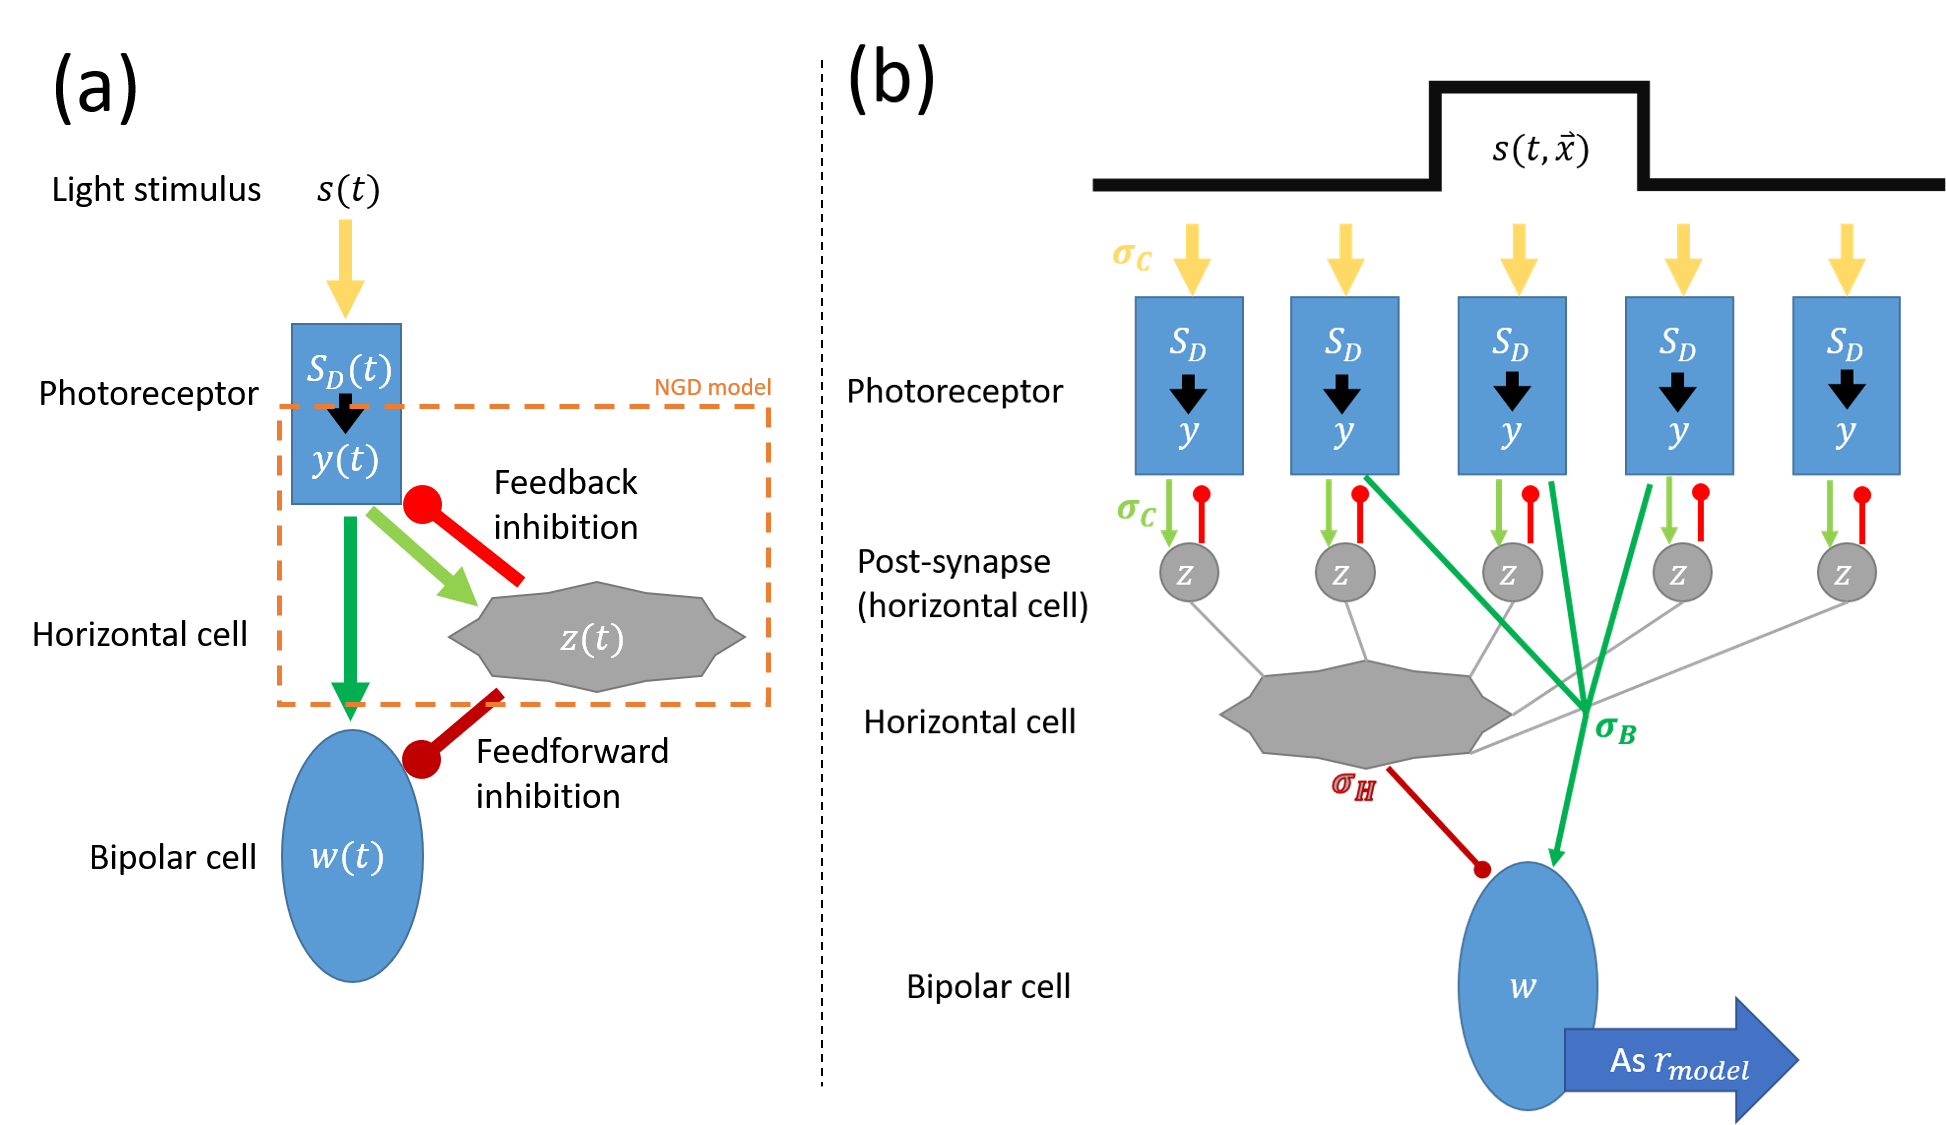 (a)
Light stimulus s(t)
Photoreceptor
S_D(t)
y(t)
NGD model
Feedback
inhibition
Horizontal cell
z(t)
Feedforward
inhibition
Bipolar cell
w(t)
(b)
s(t, x⃗)
σ_C
Photoreceptor
S_D S_D S_D S_D S_D
y y y y y
σ_C
Post-synapse
(horizontal cell)
z z z z z
Horizontal cell
σ_B
σ_H
Bipolar cell
w
As r_model